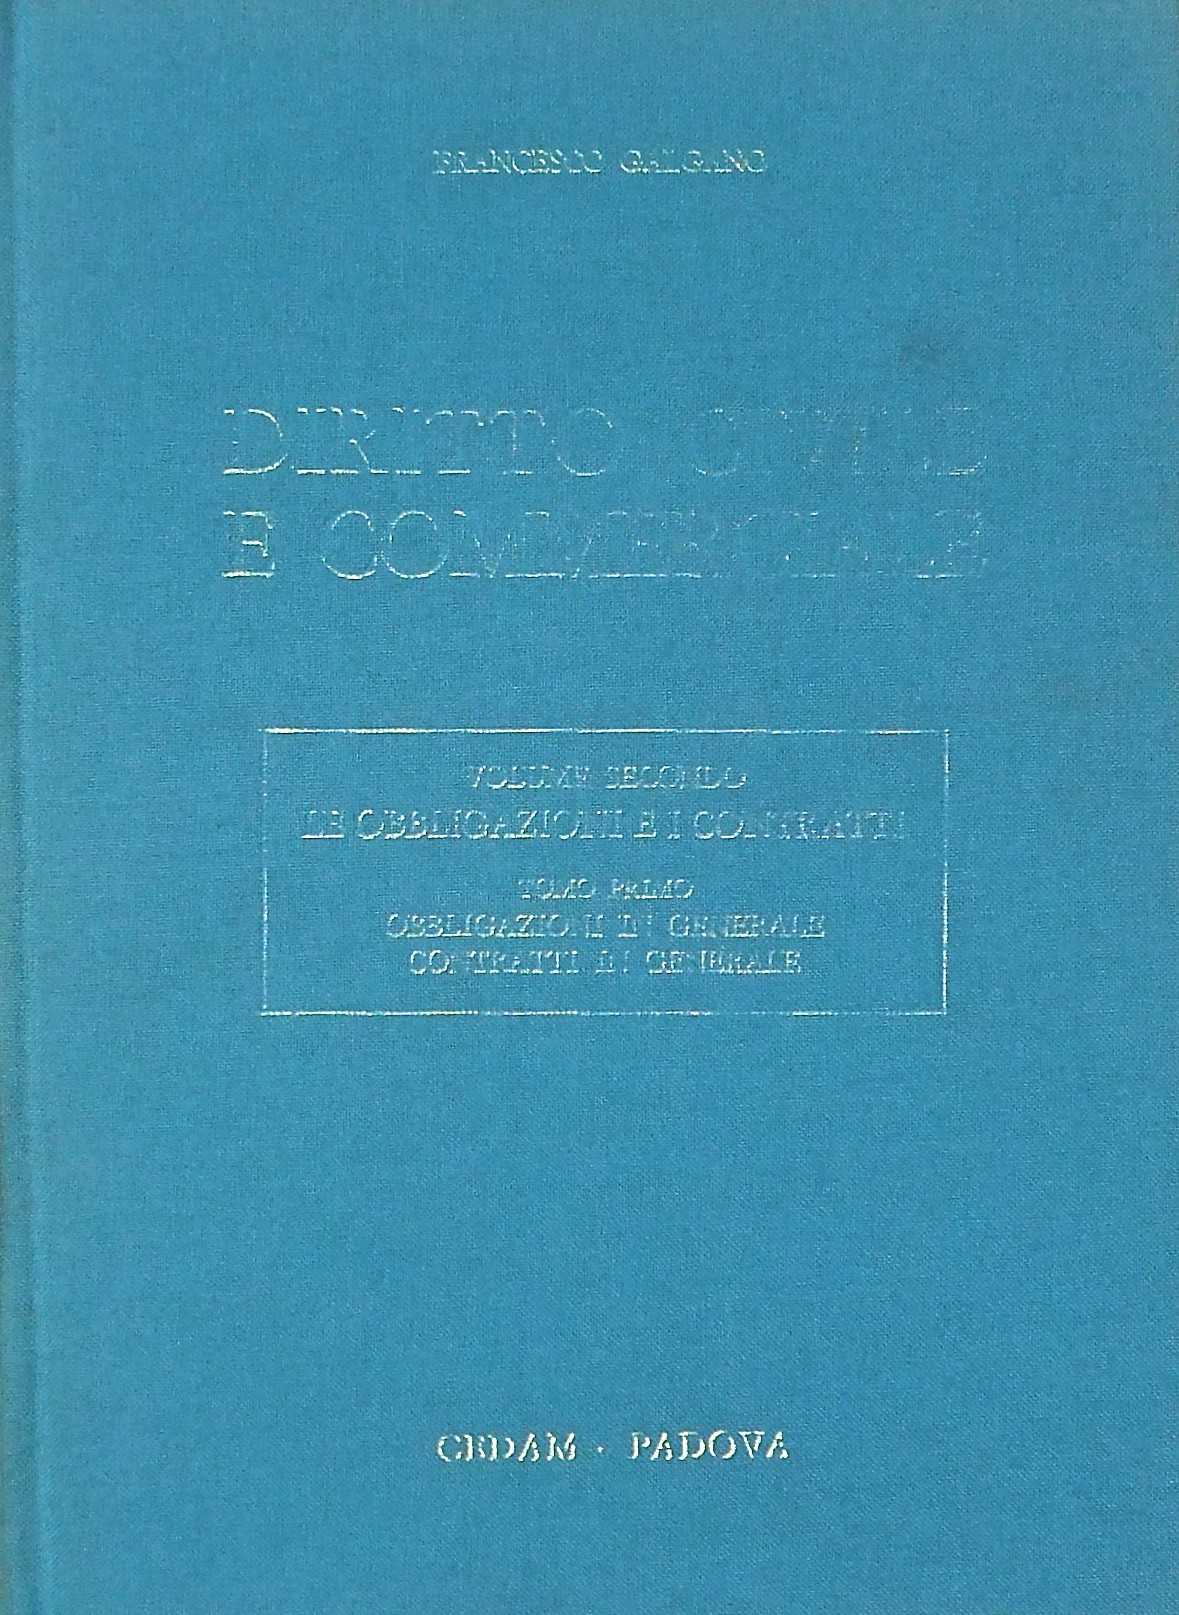 FRANCESCO GALGANO
DIRITTO CIVILE
E COMMERCIALE
VOLUME SECONDO
LE OBBLIGAZIONI E I CONTRATTI
TOMO PRIMO
OBBLIGAZIONI IN GENERALE
CONTRATTI IN GENERALE
CEDAM · PADOVA